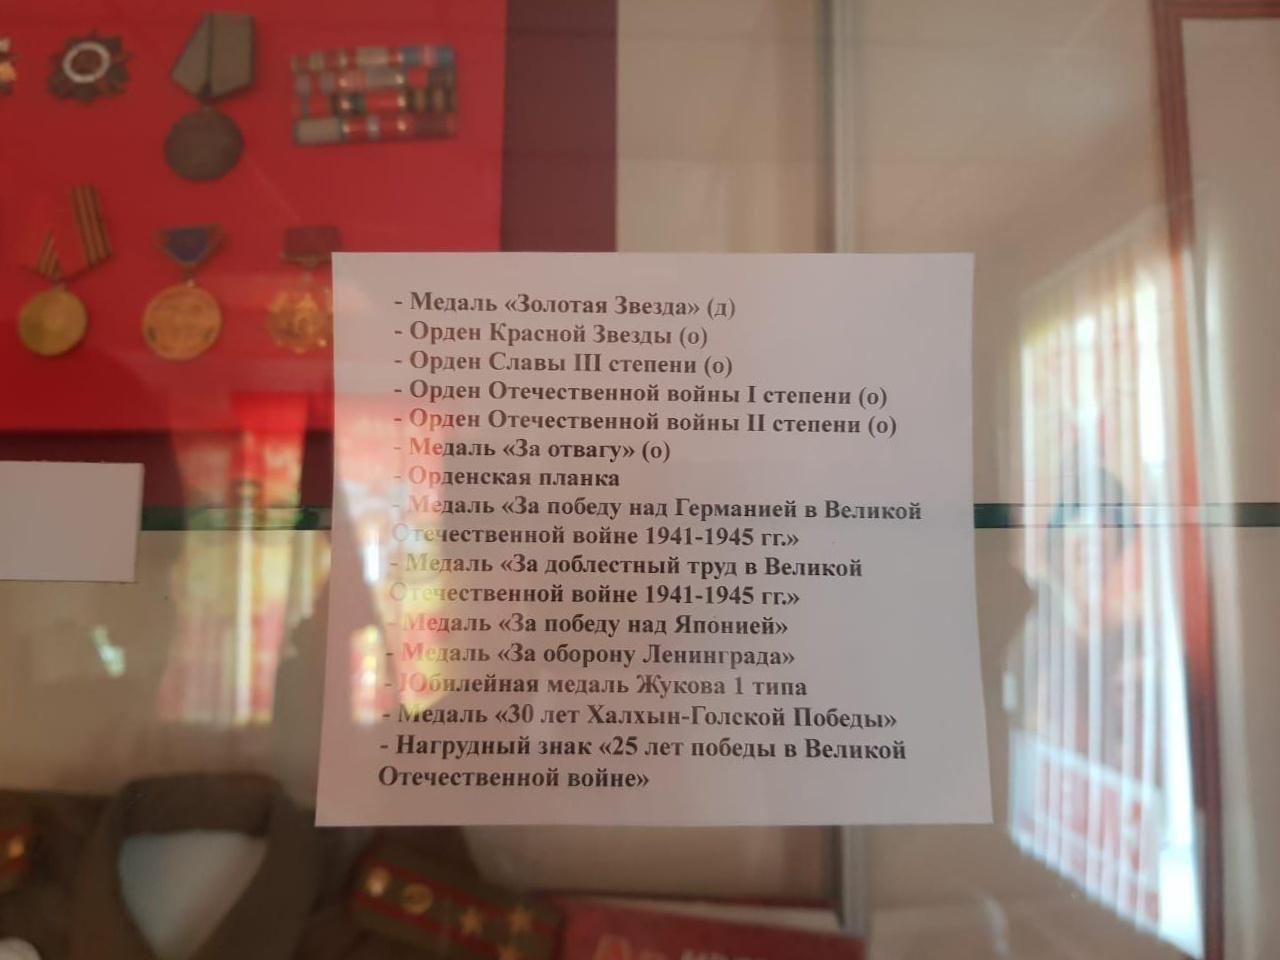 - Медаль «Золотая Звезда» (д)
- Орден Красной Звезды (о)
- Орден Славы III степени (о)
- Орден Отечественной войны I степени (о)
- Орден Отечественной войны II степени (о)
- Медаль «За отвагу» (о)
- Орденская планка
- Медаль «За победу над Германией в Великой
Отечественной войне 1941-1945 гг.»
- Медаль «За доблестный труд в Великой
Отечественной войне 1941-1945 гг.»
- Медаль «За победу над Японией»
- Медаль «За оборону Ленинграда»
- Юбилейная медаль Жукова 1 типа
- Медаль «30 лет Халхын-Голской Победы»
- Нагрудный знак «25 лет победы в Великой
Отечественной войне»